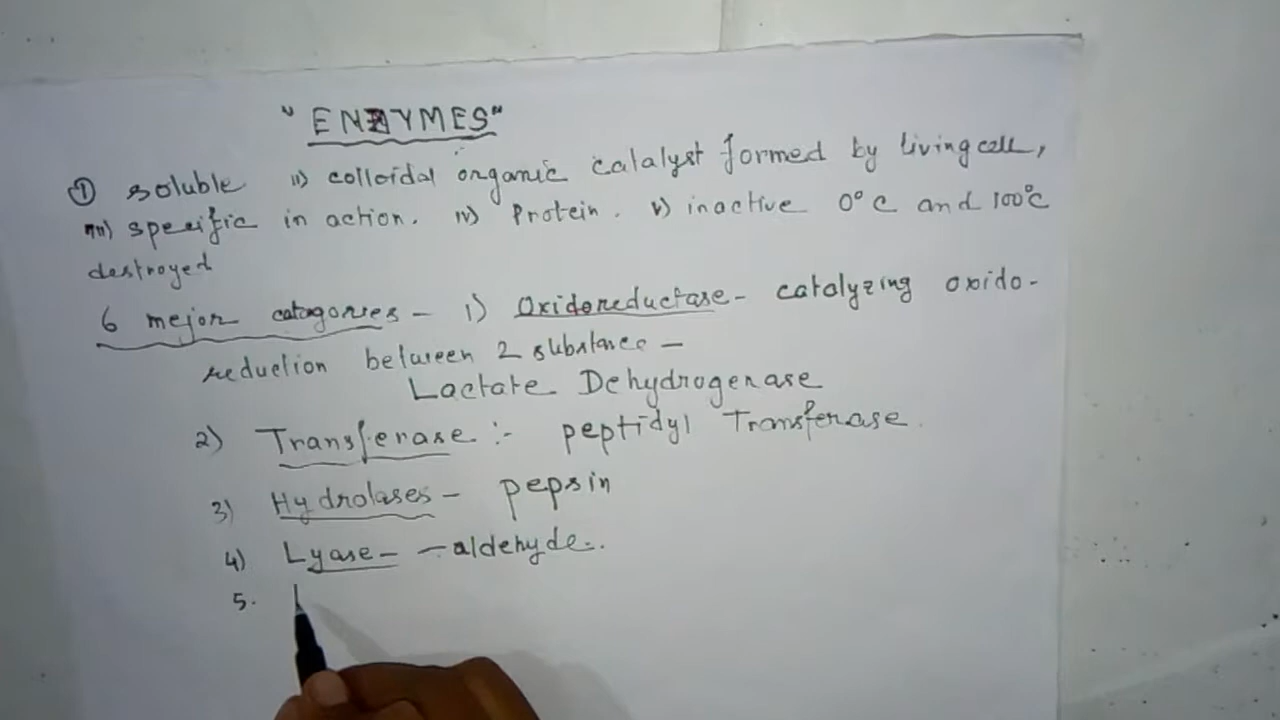 "ENZYMES"
① soluble ii) colloidal organic catalyst formed by living cell,
iii) specific in action. iv) Protein. v) inactive 0°C and 100°C
destroyed
6 mejor catagories - 1) Oxidoreductase - catalyzing oxido-
reduction between 2 substance -
Lactate Dehydrogenase
2) Transferase :- peptidyl Transferase.
3) Hydrolases - pepsin
4) Lyase - - aldehyde.
5.